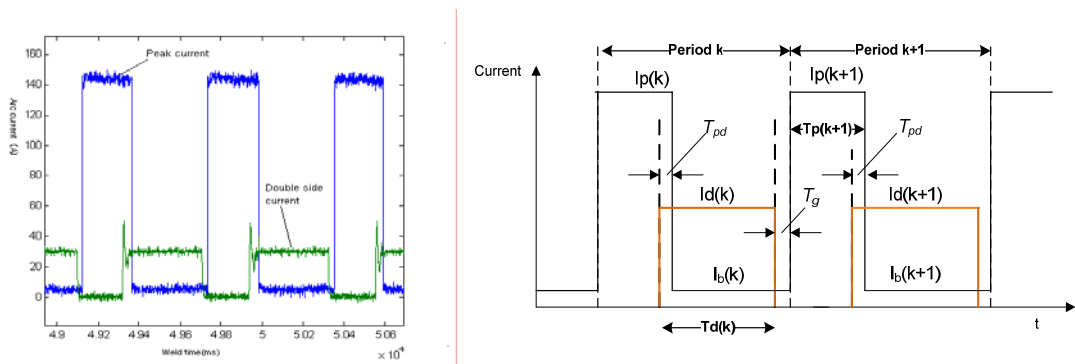 160
Peak current
140
120
100
80
Arc current (A)
Double side
current
60
40
20
0
4.9
4.92
4.94
4.96
4.98
5
5.02
5.04
5.06
Weld time(ms)
× 10⁴
Period k
Period k+1
Current
Ip(k)
Ip(k+1)
Tpd
Tp(k+1)
Tpd
Id(k)
Tg
Id(k+1)
Ib(k)
Ib(k+1)
Td(k)
t